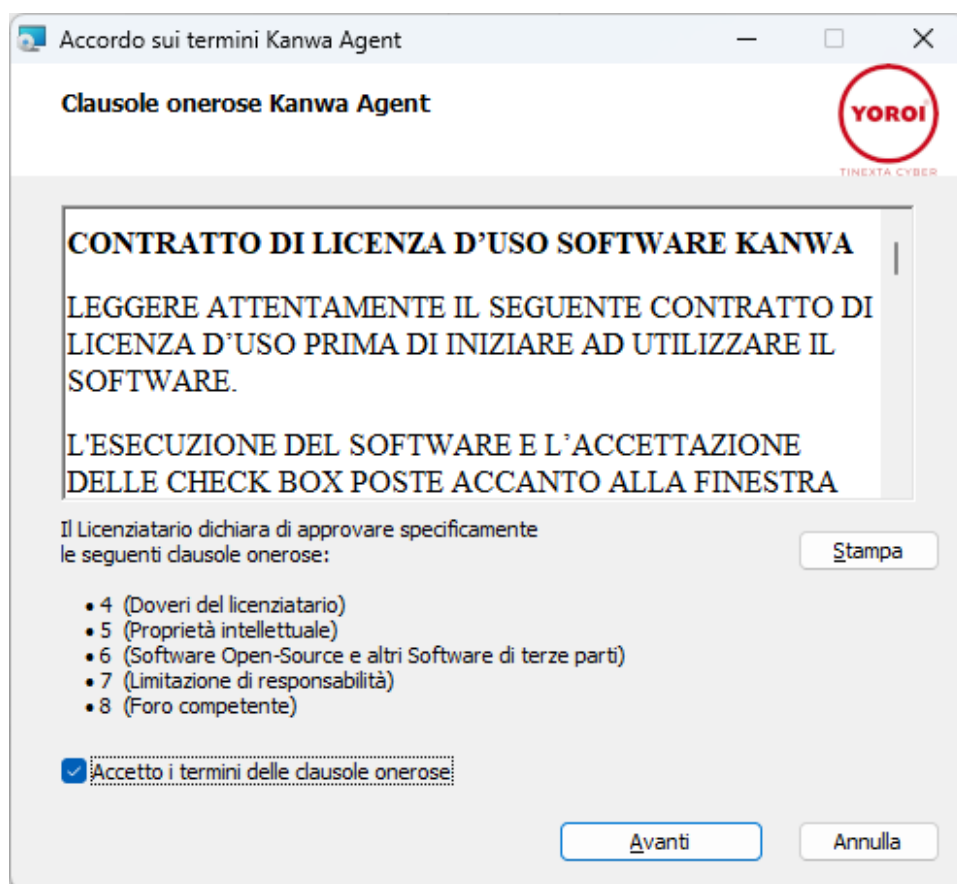 Accordo sui termini Kanwa Agent
Clausole onerose Kanwa Agent
YOROI
TINEXTA CYBER
CONTRATTO DI LICENZA D’USO SOFTWARE KANWA
LEGGERE ATTENTAMENTE IL SEGUENTE CONTRATTO DI
LICENZA D’USO PRIMA DI INIZIARE AD UTILIZZARE IL
SOFTWARE.
L'ESECUZIONE DEL SOFTWARE E L’ACCETTAZIONE
DELLE CHECK BOX POSTE ACCANTO ALLA FINESTRA
Il Licenziatario dichiara di approvare specificamente
le seguenti clausole onerose:
Stampa
• 4 (Doveri del licenziatario)
• 5 (Proprietà intellettuale)
• 6 (Software Open-Source e altri Software di terze parti)
• 7 (Limitazione di responsabilità)
• 8 (Foro competente)
Accetto i termini delle clausole onerose
Avanti
Annulla